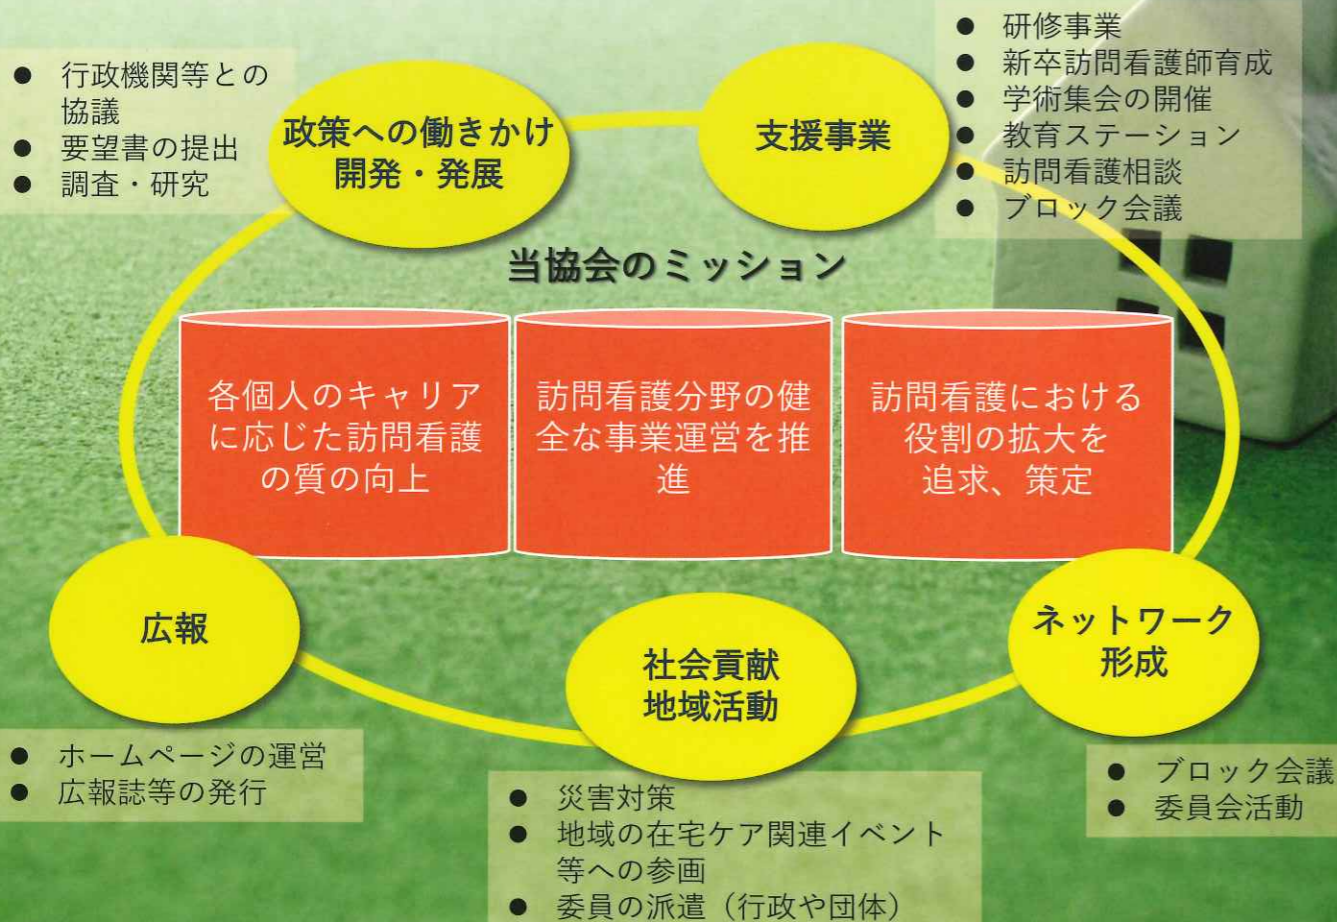 ● 行政機関等との
協議
● 要望書の提出
● 調査・研究
政策への働きかけ
開発・発展
支援事業
● 研修事業
● 新卒訪問看護師育成
● 学術集会の開催
● 教育ステーション
● 訪問看護相談
● ブロック会議
当協会のミッション
各個人のキャリア
に応じた訪問看護
の質の向上
訪問看護分野の健
全な事業運営を推
進
訪問看護における
役割の拡大を
追求、策定
広報
● ホームページの運営
● 広報誌等の発行
社会貢献
地域活動
● 災害対策
● 地域の在宅ケア関連イベント
等への参画
● 委員の派遣（行政や団体）
ネットワーク
形成
● ブロック会議
● 委員会活動